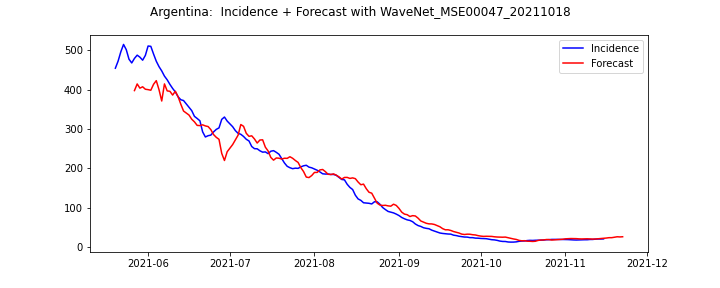 Argentina:  Incidence + Forecast with WaveNet_MSE00047_20211018
Incidence
Forecast
500
400
300
200
100
0
2021-06 2021-07 2021-08 2021-09 2021-10 2021-11 2021-12